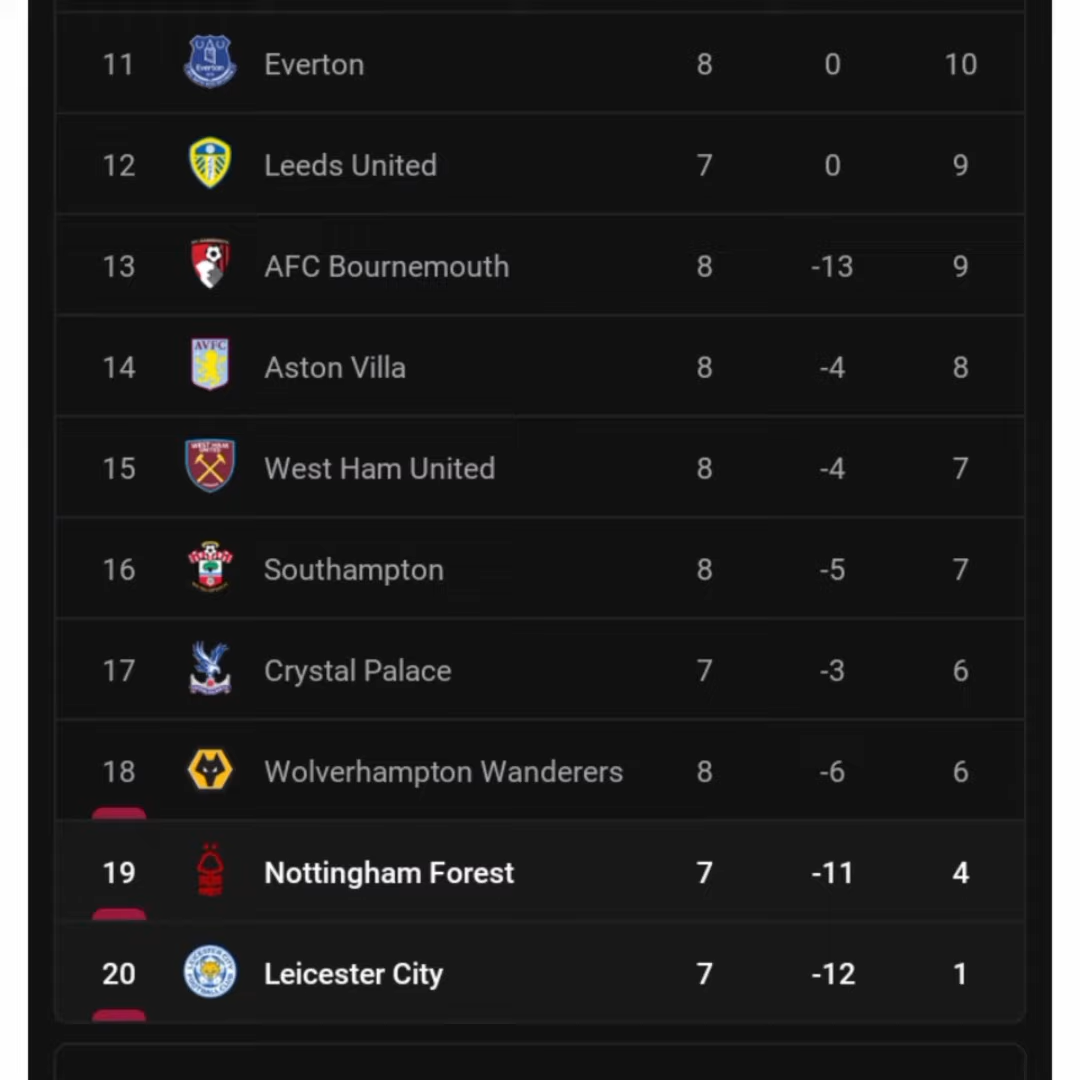 11 Everton 8 0 10
12 Leeds United 7 0 9
13 AFC Bournemouth 8 -13 9
AVFC
14 Aston Villa 8 -4 8
15 West Ham United 8 -4 7
16 Southampton 8 -5 7
17 Crystal Palace 7 -3 6
18 Wolverhampton Wanderers 8 -6 6
19 Nottingham Forest 7 -11 4
20 Leicester City 7 -12 1